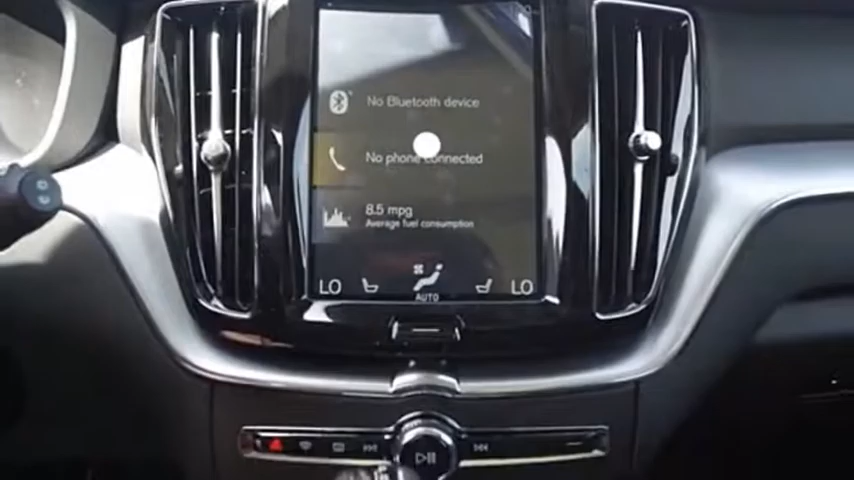 No Bluetooth device
No phone connected
8.5 mpg
Average fuel consumption
LO
LO
AUTO